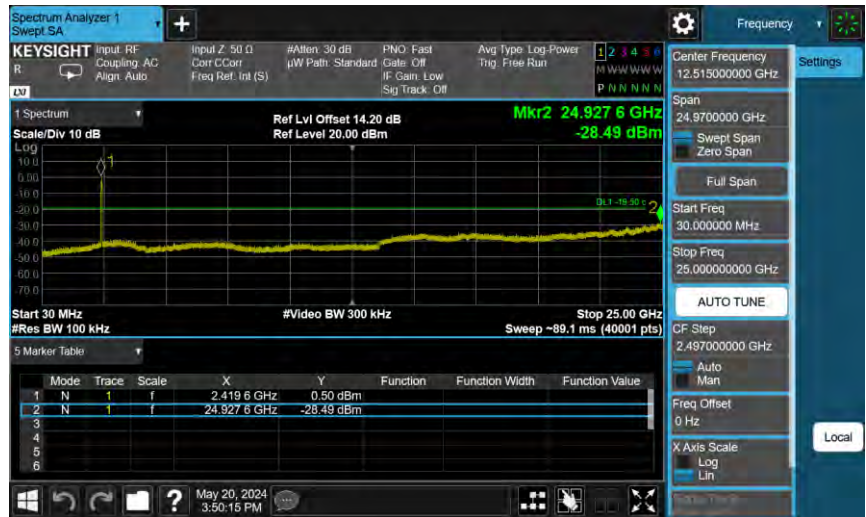 Spectrum Analyzer 1
Swept SA
+
Frequency
KEYSIGHT
R
LXI
Input: RF
Coupling: AC
Align: Auto
Input Z: 50 Ω
Corr CCorr
Freq Ref: Int (S)
#Atten: 30 dB
µW Path: Standard
PNO: Fast
Gate: Off
IF Gain: Low
Sig Track: Off
Avg Type: Log-Power
Trig: Free Run
1 2 3 4 5 6
M W W W W W
P N N N N N
1 Spectrum
Scale/Div 10 dB
Log
Ref Lvl Offset 14.20 dB
Ref Level 20.00 dBm
Mkr2 24.927 6 GHz
-28.49 dBm
10.0
0.00
-10.0
-20.0
-30.0
-40.0
-50.0
-60.0
-70.0
1
DL1 -19.50
2
Start 30 MHz
#Res BW 100 kHz
#Video BW 300 kHz
Stop 25.00 GHz
Sweep ~89.1 ms (40001 pts)
5 Marker Table
Mode Trace Scale X Y Function Function Width Function Value
1 N 1 f 2.419 6 GHz 0.50 dBm
2 N 1 f 24.927 6 GHz -28.49 dBm
3
4
5
6
?
May 20, 2024
3:50:15 PM
Center Frequency
12.515000000 GHz
Settings
Span
24.9700000 GHz
Swept Span
Zero Span
Full Span
Start Freq
30.000000 MHz
Stop Freq
25.000000000 GHz
AUTO TUNE
CF Step
2.497000000 GHz
Auto
Man
Freq Offset
0 Hz
X Axis Scale
Log
Lin
Local